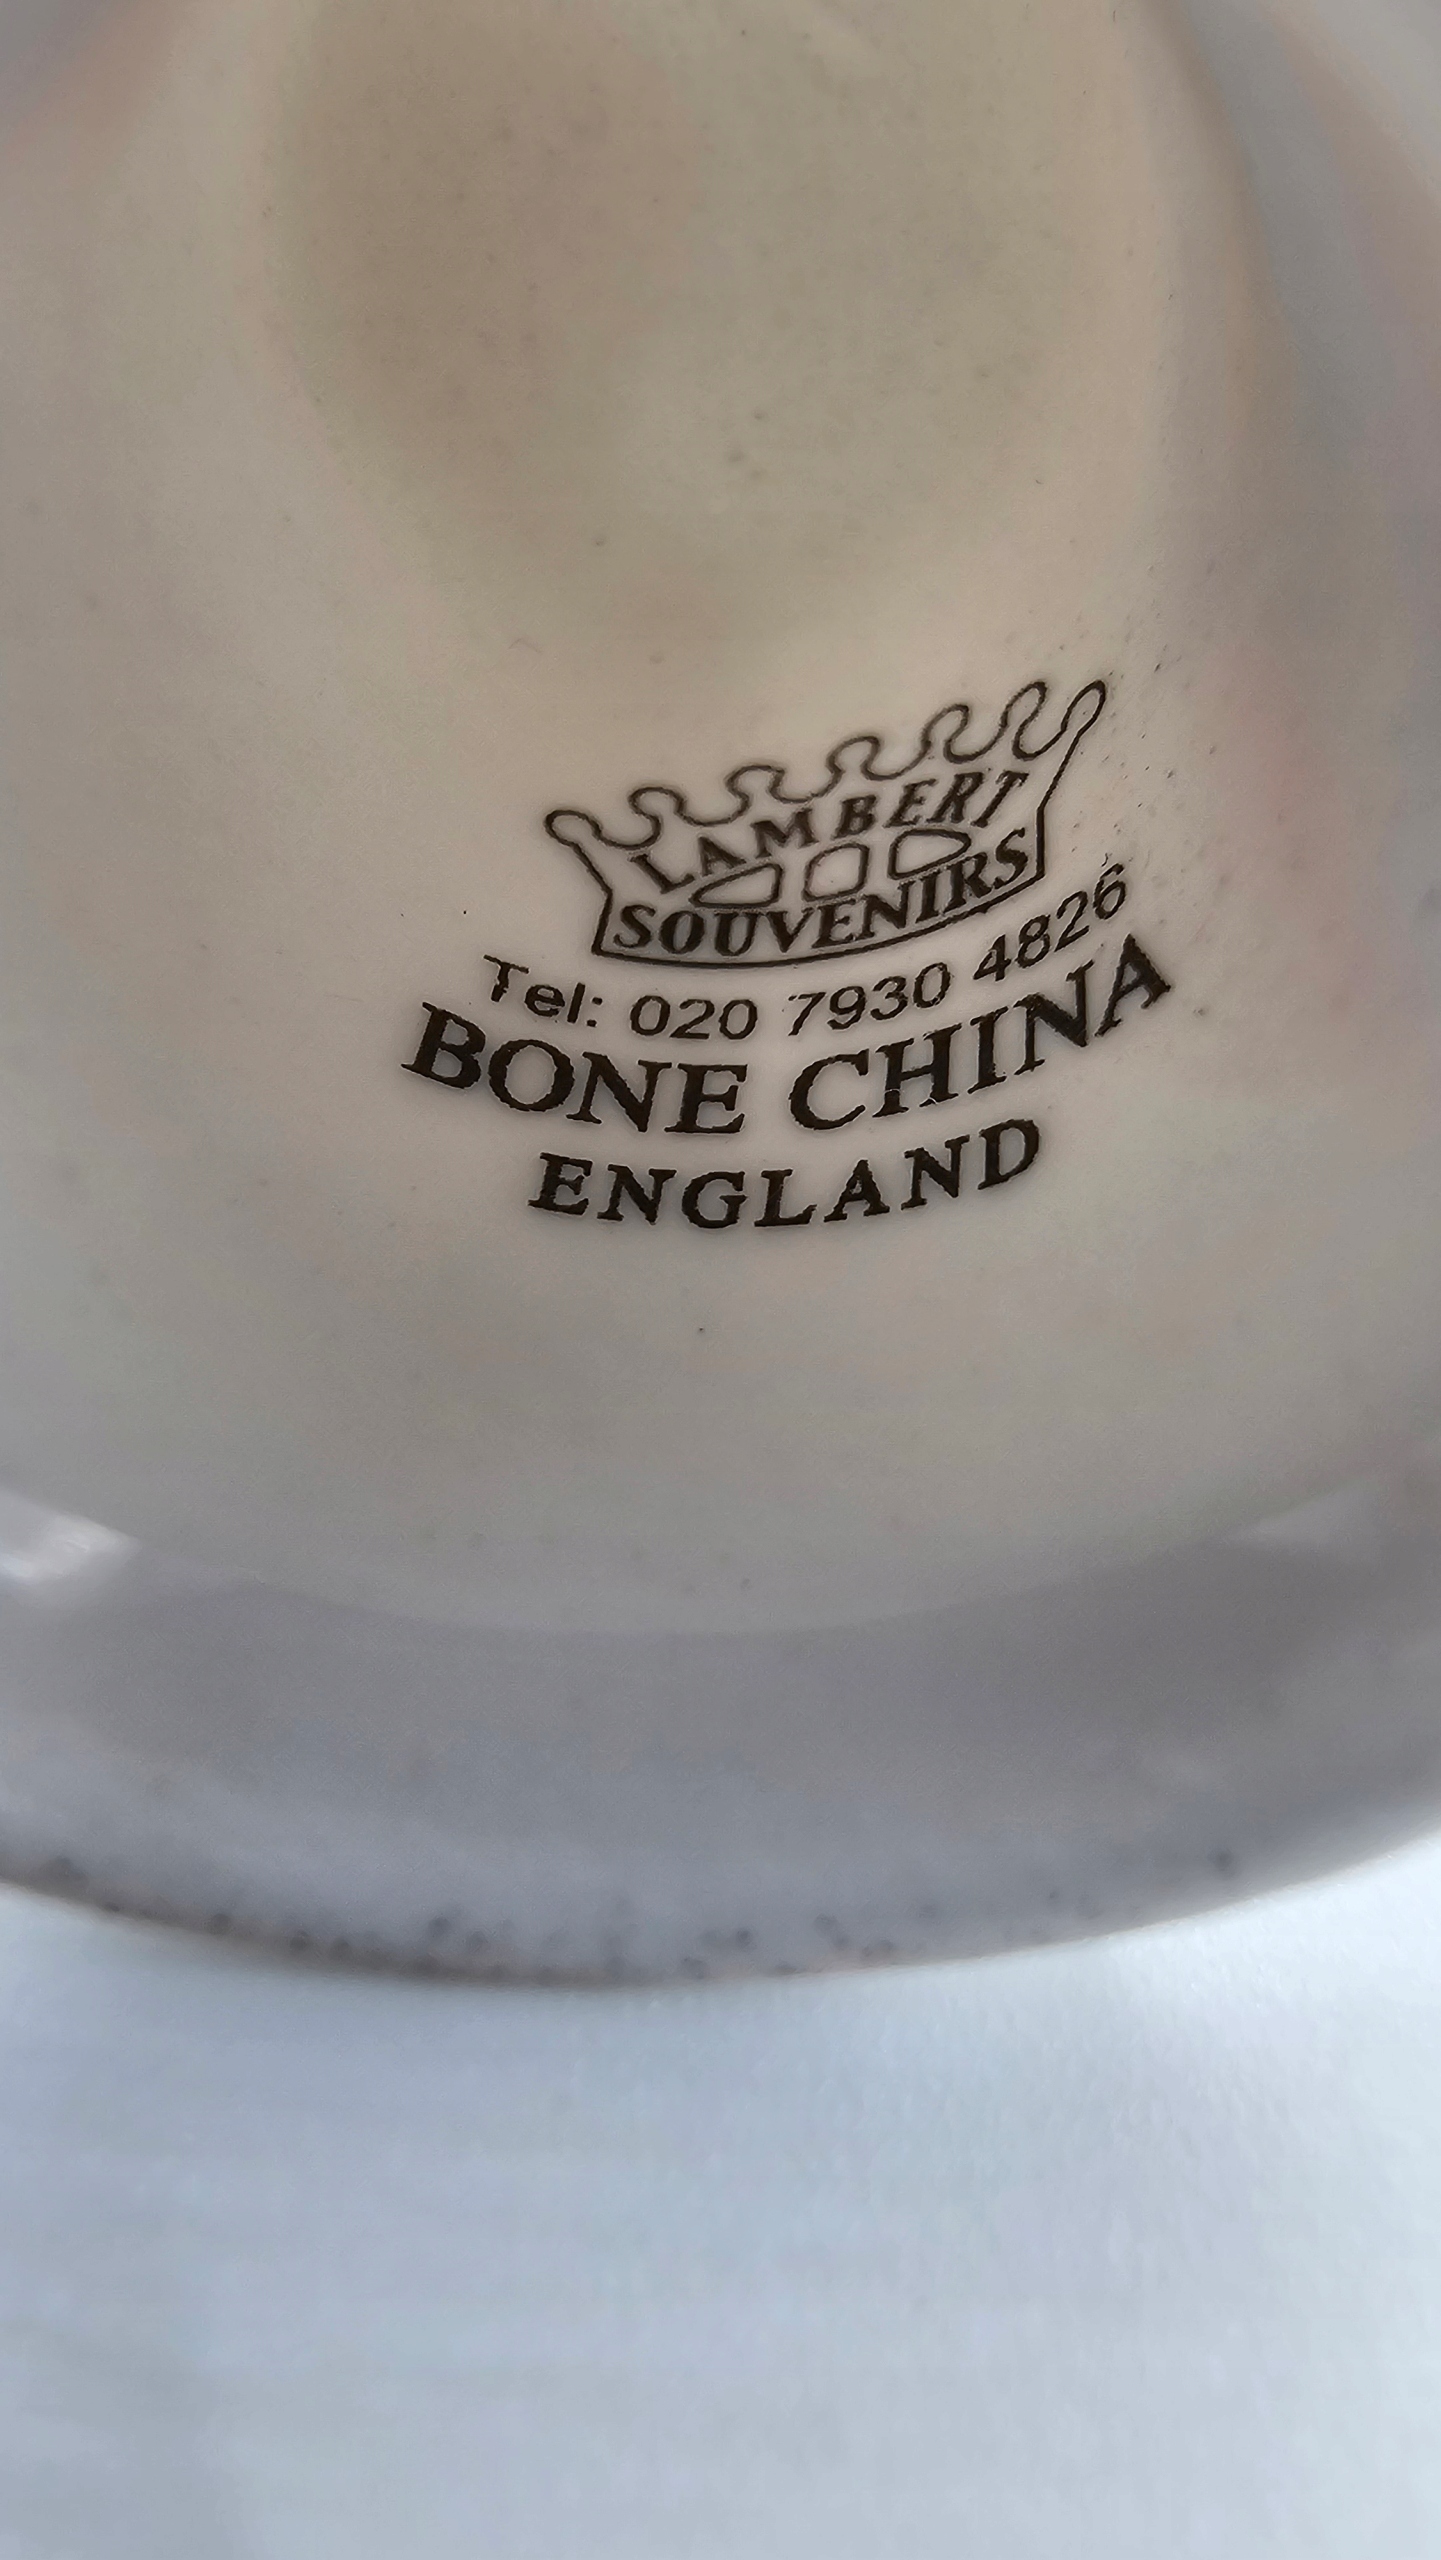 LAMBERT
SOUVENIRS
Tel: 020 7930 4826
BONE CHINA
ENGLAND